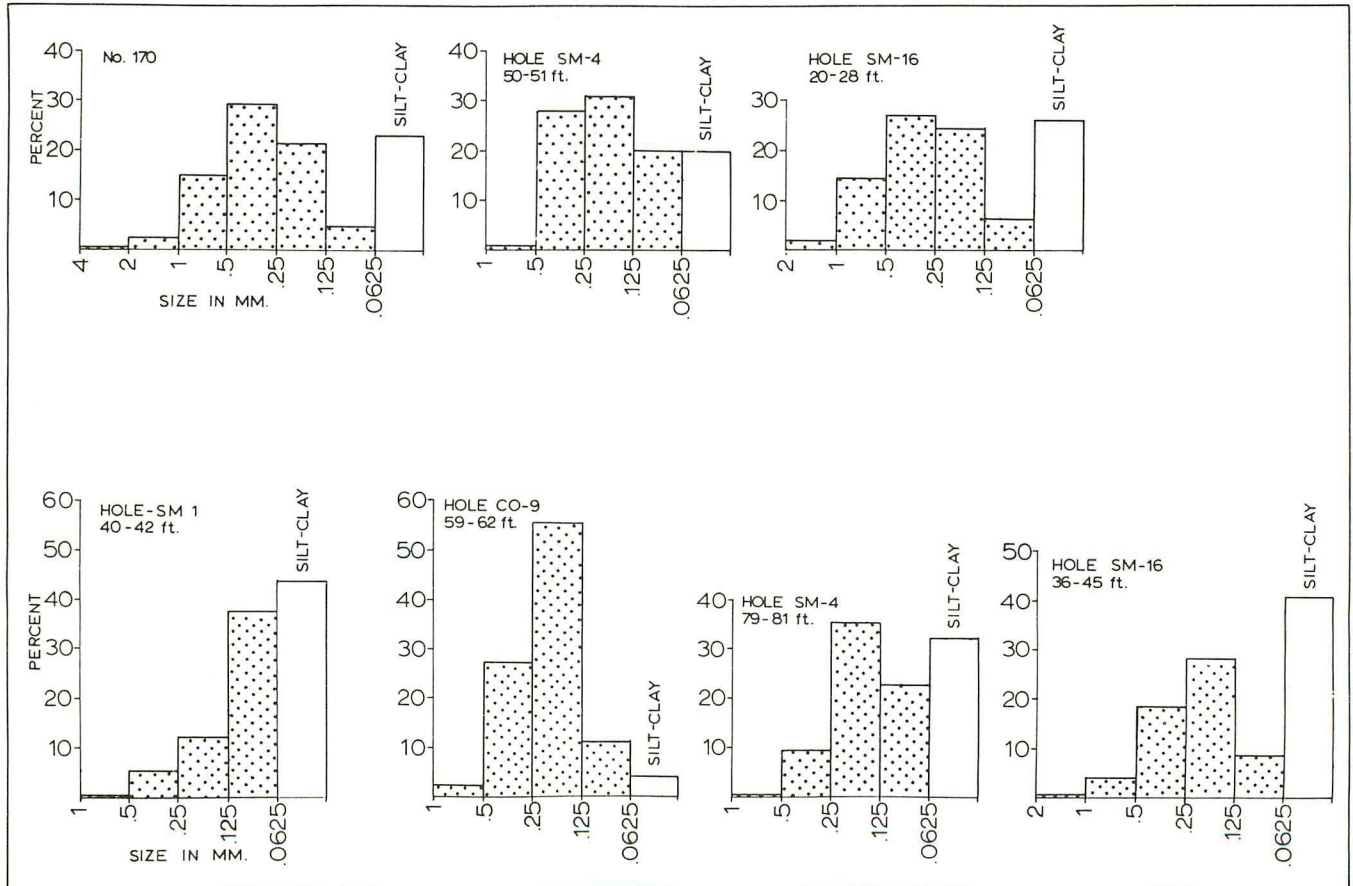 No. 170
PERCENT
40
30
20
10
SILT-CLAY
4
2
1
.5
.25
.125
.0625
SIZE IN MM.
HOLE SM-4
50-51 ft.
40
30
20
10
SILT-CLAY
1
.5
.25
.125
.0625
HOLE SM-16
20-28 ft.
30
20
10
SILT-CLAY
2
1
.5
.25
.125
.0625
HOLE-SM 1
40-42 ft.
PERCENT
60
50
40
30
20
10
SILT-CLAY
1
.5
.25
.125
.0625
SIZE IN MM.
HOLE CO-9
59-62 ft.
60
50
40
30
20
10
SILT-CLAY
1
.5
.25
.125
.0625
HOLE SM-4
79-81 ft.
40
30
20
10
SILT-CLAY
1
.5
.25
.125
.0625
HOLE SM-16
36-45 ft.
50
40
30
20
10
SILT-CLAY
2
1
.5
.25
.125
.0625